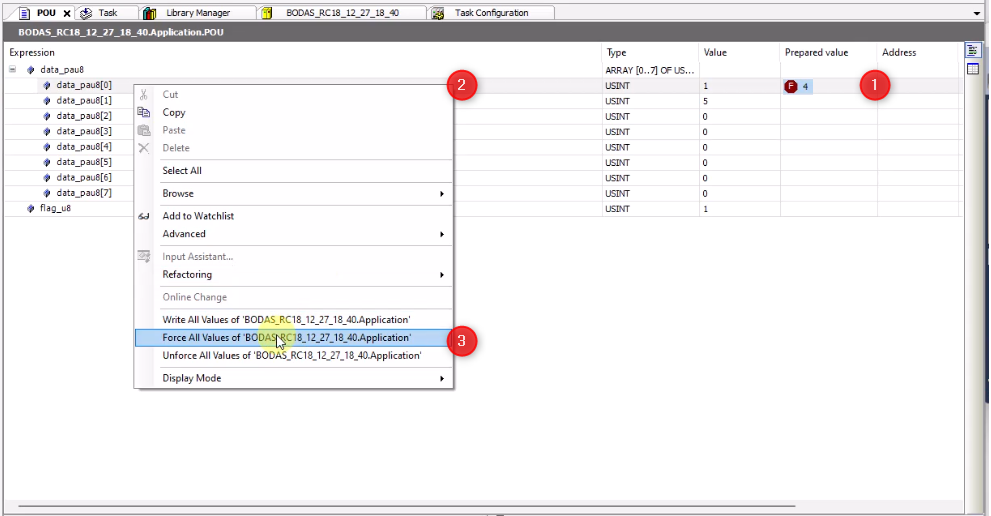 POU Task Library Manager BODAS_RC18_12_27_18_40 Task Configuration
BODAS_RC18_12_27_18_40.Application.POU
Expression Type Value Prepared value Address
data_pau8 ARRAY [0..7] OF US...
data_pau8[0] USINT 1 F 4
data_pau8[1] USINT 5
data_pau8[2] USINT 0
data_pau8[3] USINT 0
data_pau8[4] USINT 0
data_pau8[5] USINT 0
data_pau8[6] USINT 0
data_pau8[7] USINT 0
flag_u8 USINT 1
1
2
Cut
Copy
Paste
Delete
Select All
Browse
Add to Watchlist
Advanced
Input Assistant...
Refactoring
Online Change
Write All Values of 'BODAS_RC18_12_27_18_40.Application'
Force All Values of 'BODAS_RC18_12_27_18_40.Application'
3
Unforce All Values of 'BODAS_RC18_12_27_18_40.Application'
Display Mode